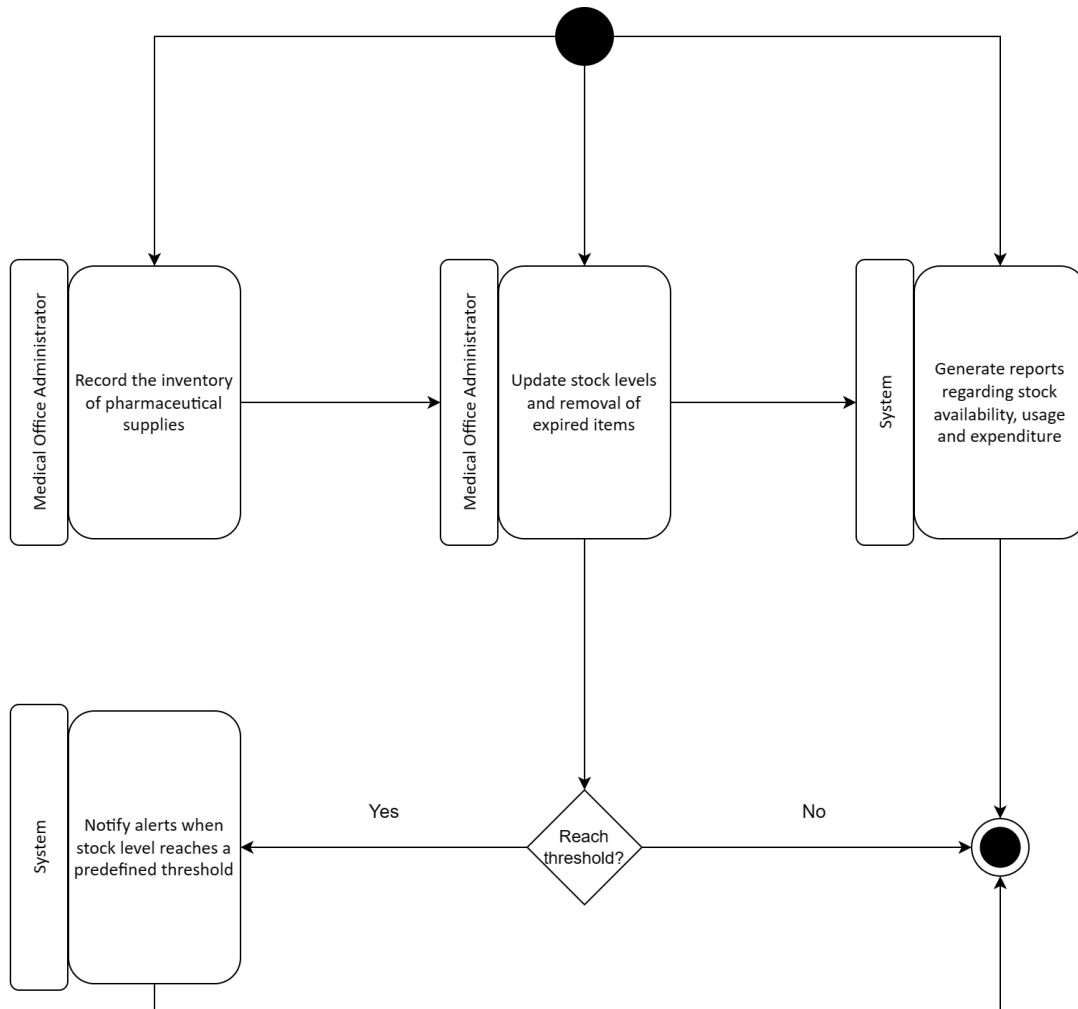 Medical Office Administrator
Record the inventory
of pharmaceutical
supplies
Medical Office Administrator
Update stock levels
and removal of
expired items
System
Generate reports
regarding stock
availability, usage
and expenditure
System
Notify alerts when
stock level reaches a
predefined threshold
Yes
Reach
threshold?
No